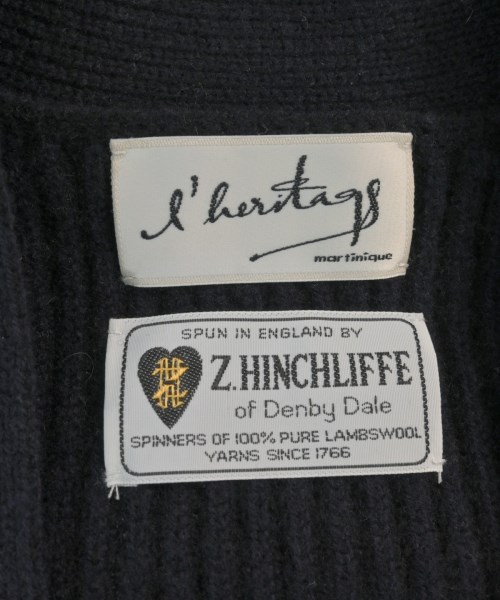 l'heritage
martinique
SPUN IN ENGLAND BY
Z.HINCHLIFFE
of Denby Dale
SPINNERS OF 100% PURE LAMBSWOOL
YARNS SINCE 1766